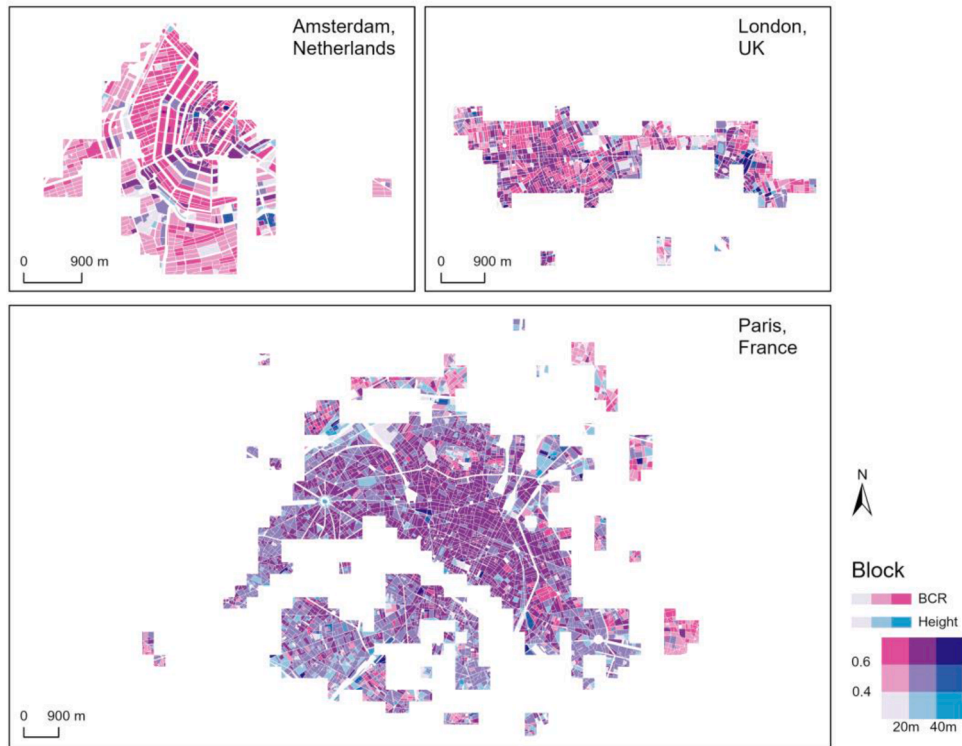 Amsterdam,
Netherlands
0 900 m
London,
UK
0 900 m
Paris,
France
0 900 m
N
Block
BCR
Height
0.6
0.4
20m 40m